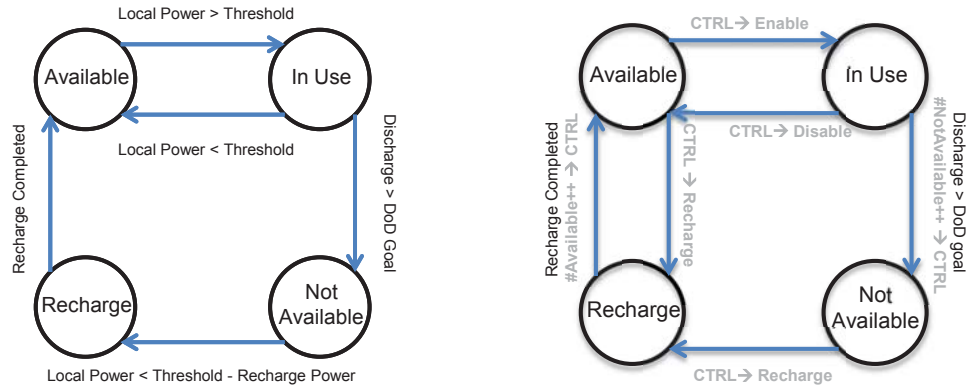 Local Power > Threshold
Available
In Use
Local Power < Threshold
Recharge Completed
Discharge > DoD Goal
Recharge
Not
Available
Local Power < Threshold - Recharge Power
CTRL→ Enable
Available
In Use
CTRL→ Disable
Recharge Completed
#Available++ → CTRL
CTRL → Recharge
Discharge > DoD goal
#NotAvailable++ → CTRL
Recharge
Not
Available
CTRL→ Recharge